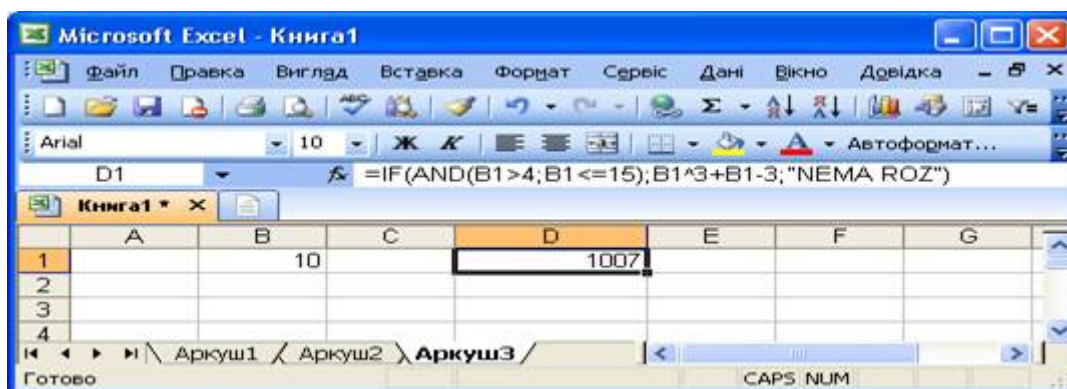 Microsoft Excel - Книга1
Файл Правка Вигляд Вставка Формат Сервіс Дані Вікно Довідка
Arial 10 Ж К Автоформат...
D1 fx =IF(AND(B1>4;B1<=15);B1^3+B1-3;"NEMA ROZ")
Книга1 *
A B C D E F G
1 10 1007
2
3
4
Аркуш1 Аркуш2 Аркуш3
Готово CAPS NUM